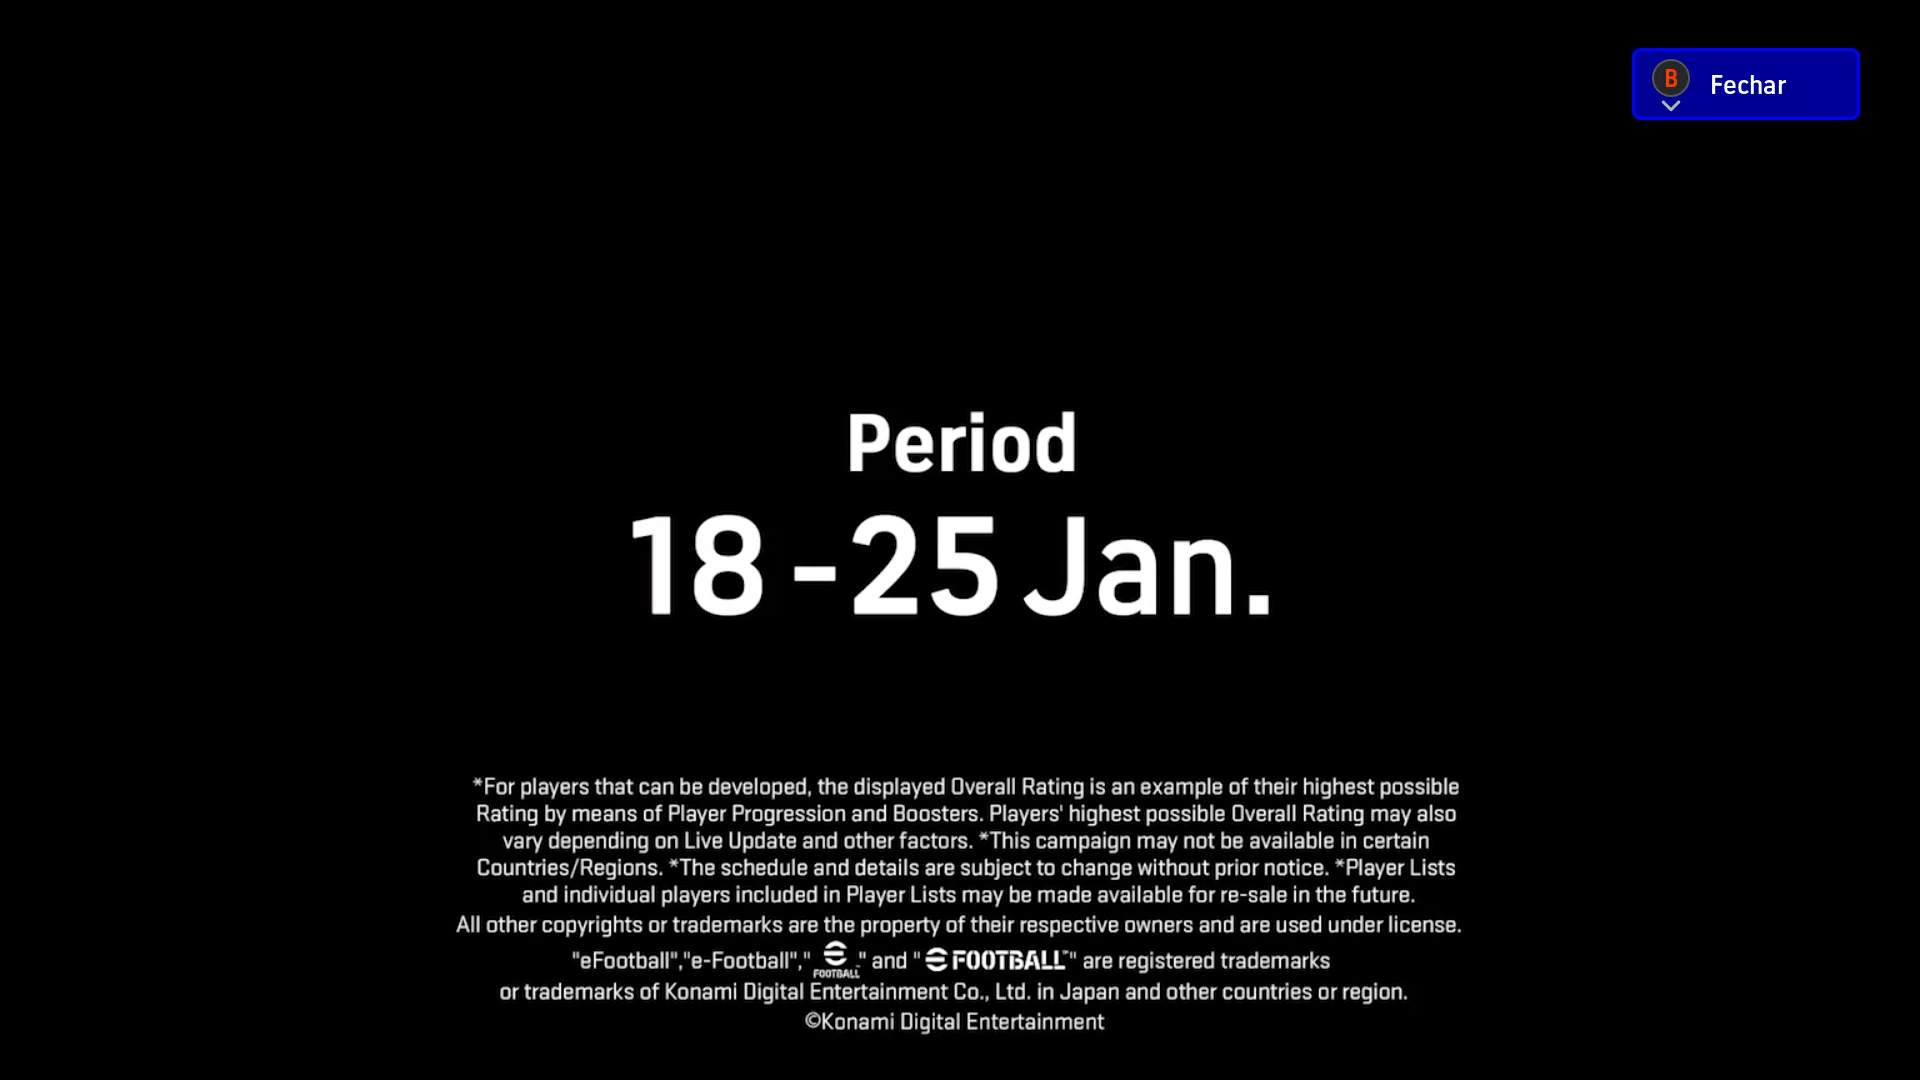 B Fechar
Period
18-25 Jan.
*For players that can be developed, the displayed Overall Rating is an example of their highest possible
Rating by means of Player Progression and Boosters. Players' highest possible Overall Rating may also
vary depending on Live Update and other factors. *This campaign may not be available in certain
Countries/Regions. *The schedule and details are subject to change without prior notice. *Player Lists
and individual players included in Player Lists may be made available for re-sale in the future.
All other copyrights or trademarks are the property of their respective owners and are used under license.
"eFootball","e-Football"," FOOTBALL™" and " FOOTBALL™" are registered trademarks
or trademarks of Konami Digital Entertainment Co., Ltd. in Japan and other countries or region.
©Konami Digital Entertainment